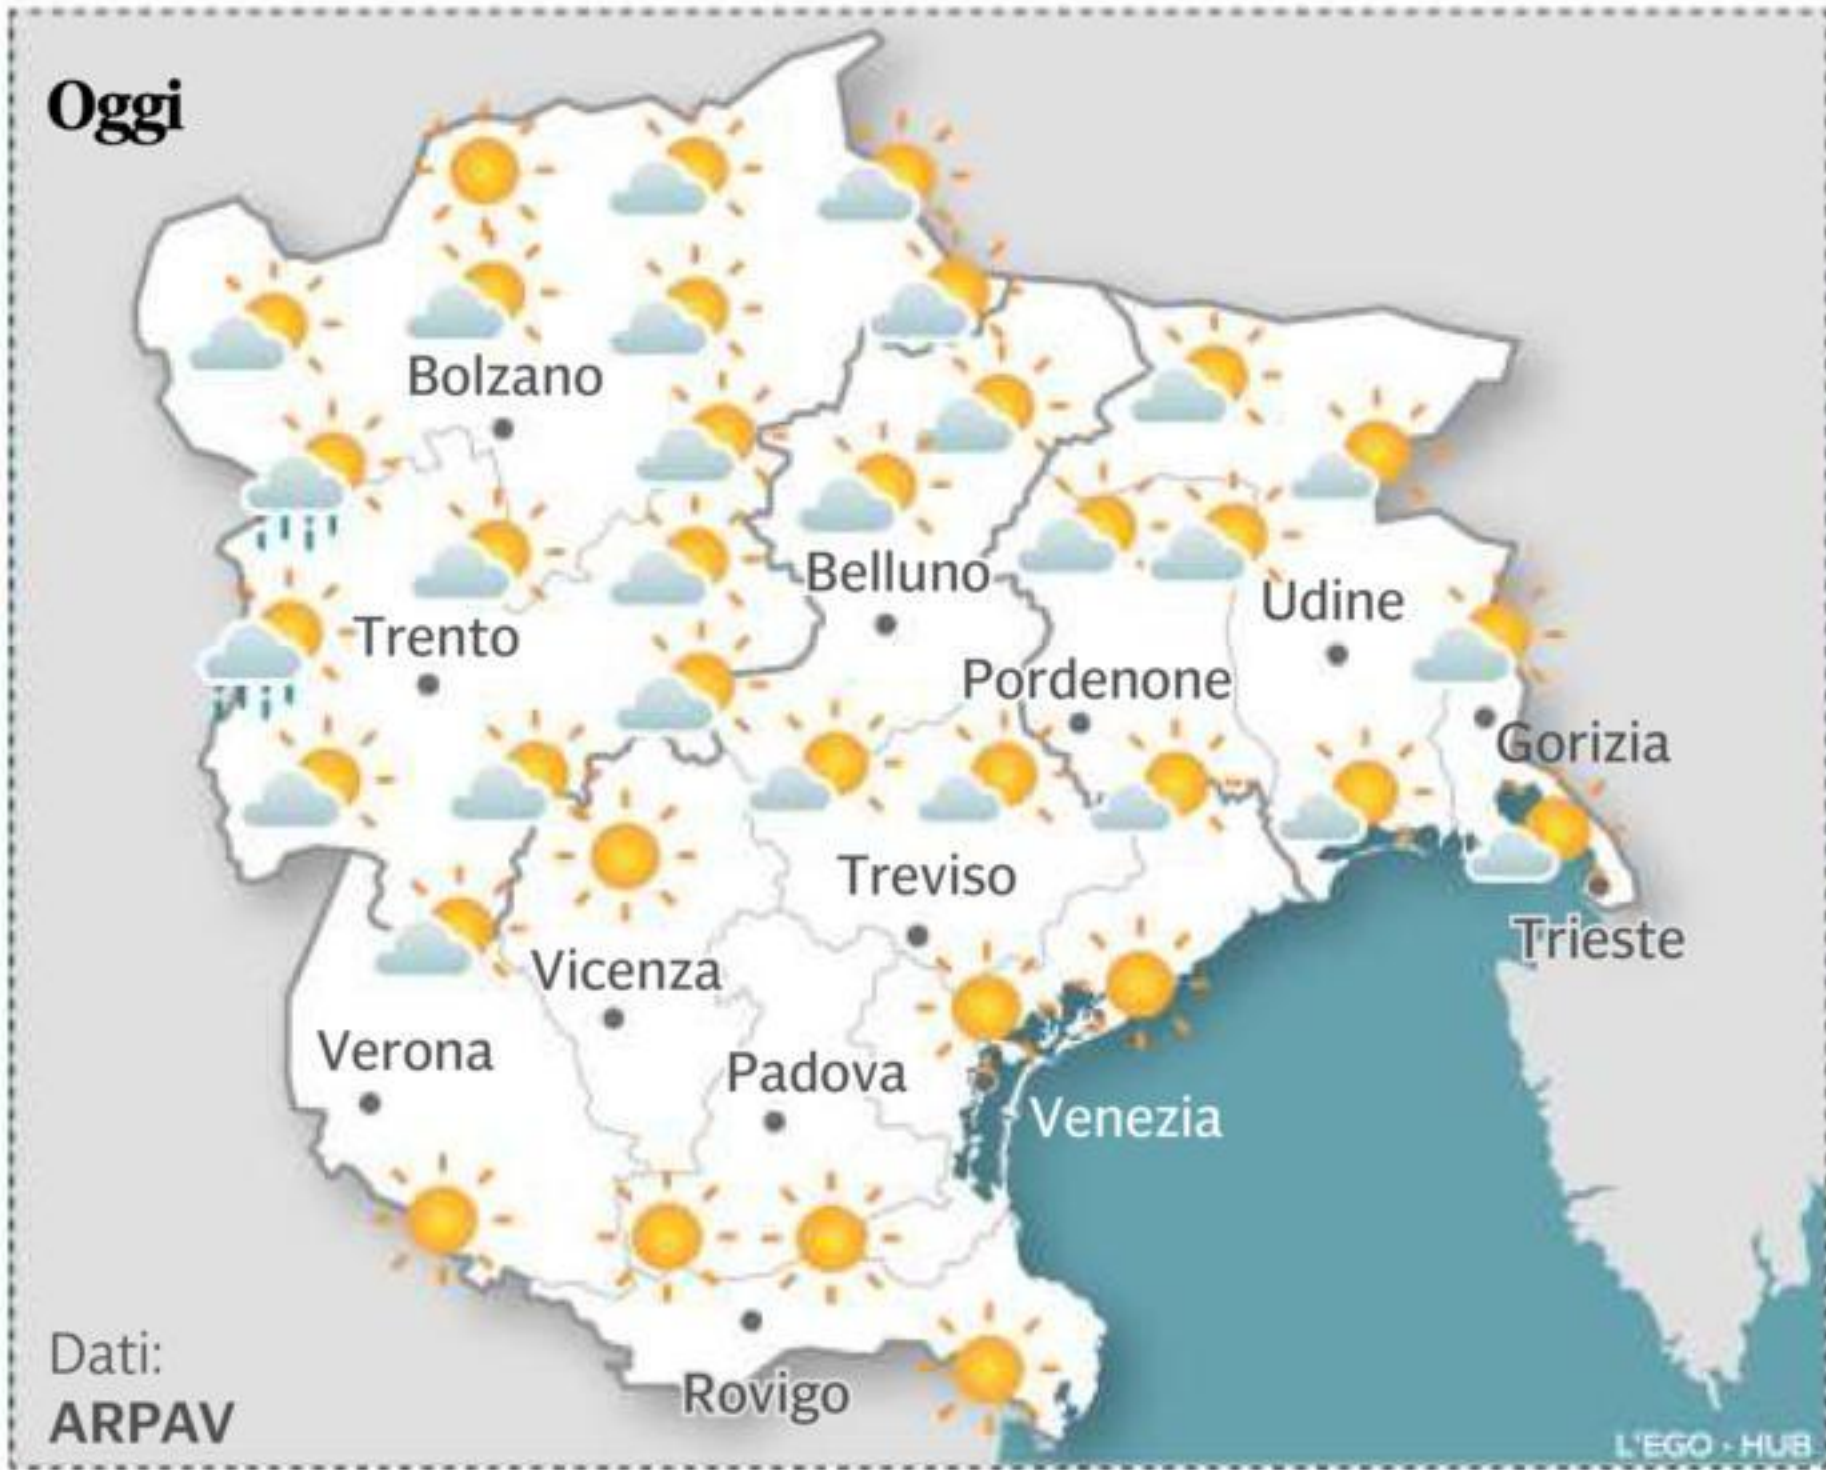 Oggi
Bolzano
Belluno
Udine
Trento
Pordenone
Gorizia
Treviso
Trieste
Vicenza
Verona
Padova
Venezia
Dati:
ARPAV
Rovigo
L'EGO - HUB